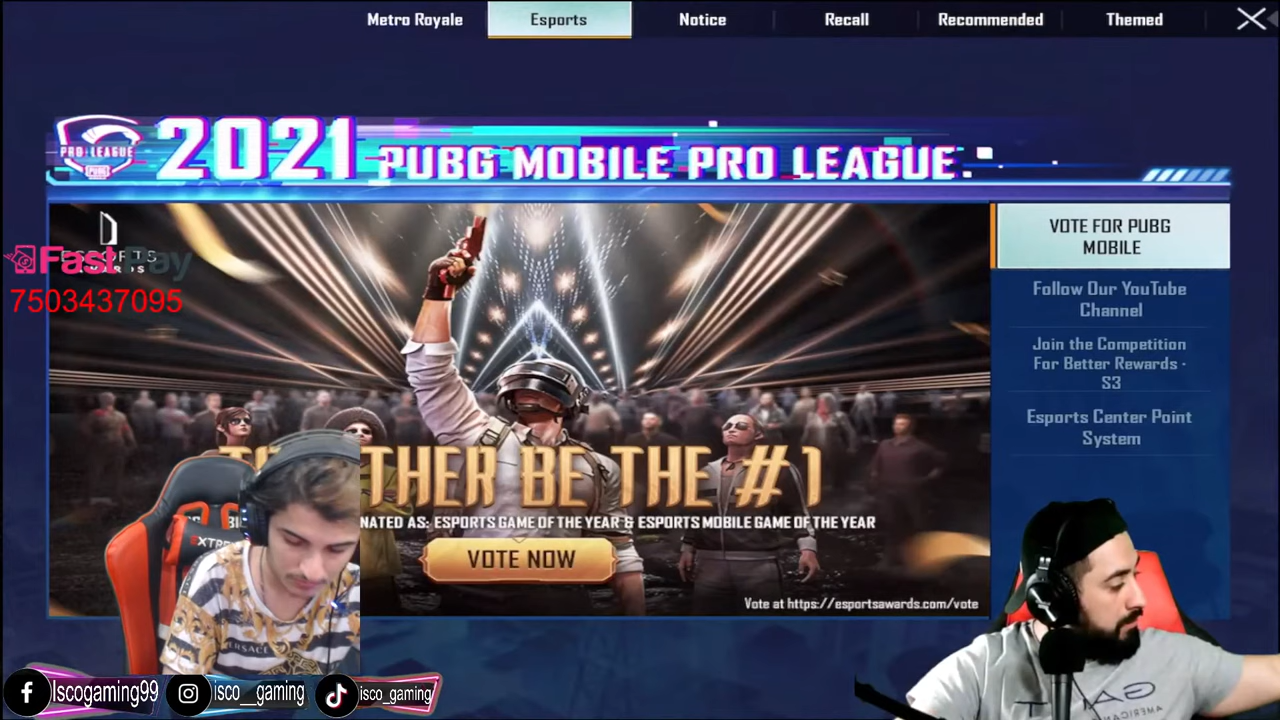 Metro Royale
Esports
Notice
Recall
Recommended
Themed
PRO LEAGUE
2021 PUBG MOBILE PRO LEAGUE
VOTE FOR PUBG
MOBILE
Follow Our YouTube
Channel
Join the Competition
For Better Rewards -
S3
Esports Center Point
System
FastPay
7503437095
THER BE THE #1
NATED AS: ESPORTS GAME OF THE YEAR & ESPORTS MOBILE GAME OF THE YEAR
VOTE NOW
Vote at https://esportsawards.com/vote
VERSACE
Iscogaming99
isco__gaming
isco_gaming